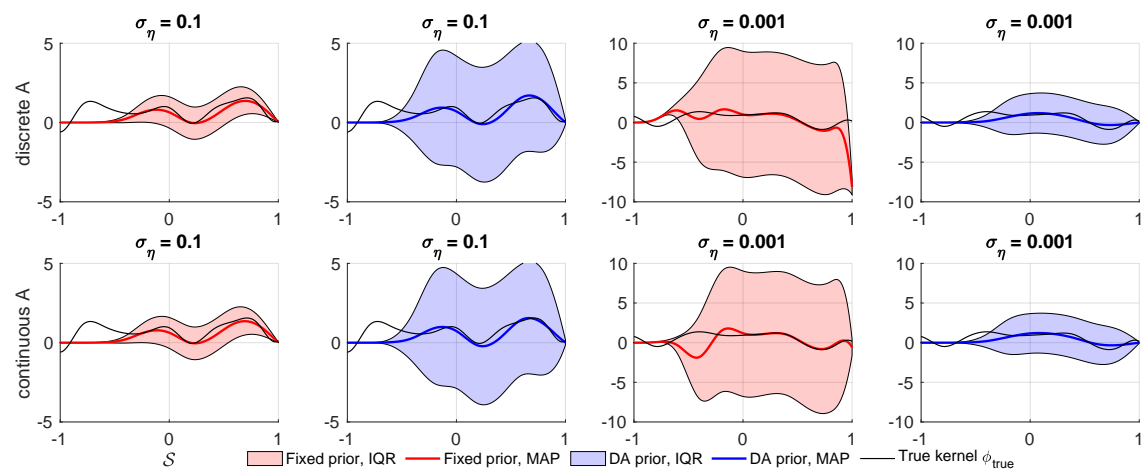 σ_η = 0.1 σ_η = 0.1 σ_η = 0.001 σ_η = 0.001
discrete A
5 0 -5 -1 0 1
5 0 -5 -1 0 1
10 5 0 -5 -10 -1 0 1
10 5 0 -5 -10 -1 0 1
σ_η = 0.1 σ_η = 0.1 σ_η = 0.001 σ_η = 0.001
continuous A
5 0 -5 -1 0 1
5 0 -5 -1 0 1
10 5 0 -5 -10 -1 0 1
10 5 0 -5 -10 -1 0 1
𝒮 Fixed prior, IQR Fixed prior, MAP DA prior, IQR DA prior, MAP True kernel ϕ_true